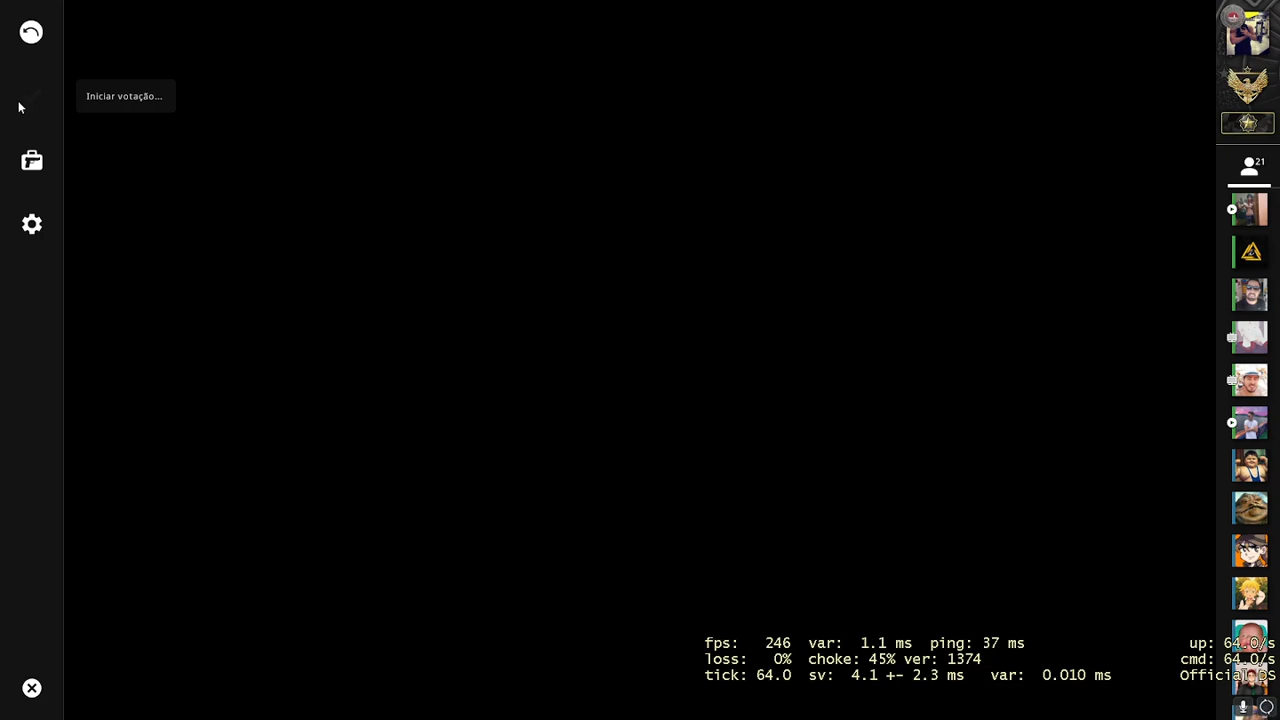 Iniciar votação...
21
fps: 246 var: 1.1 ms ping: 37 ms up: 64.0/s
loss: 0% choke: 45% ver: 1374 cmd: 64.0/s
tick: 64.0 sv: 4.1 +- 2.3 ms var: 0.010 ms Official DS